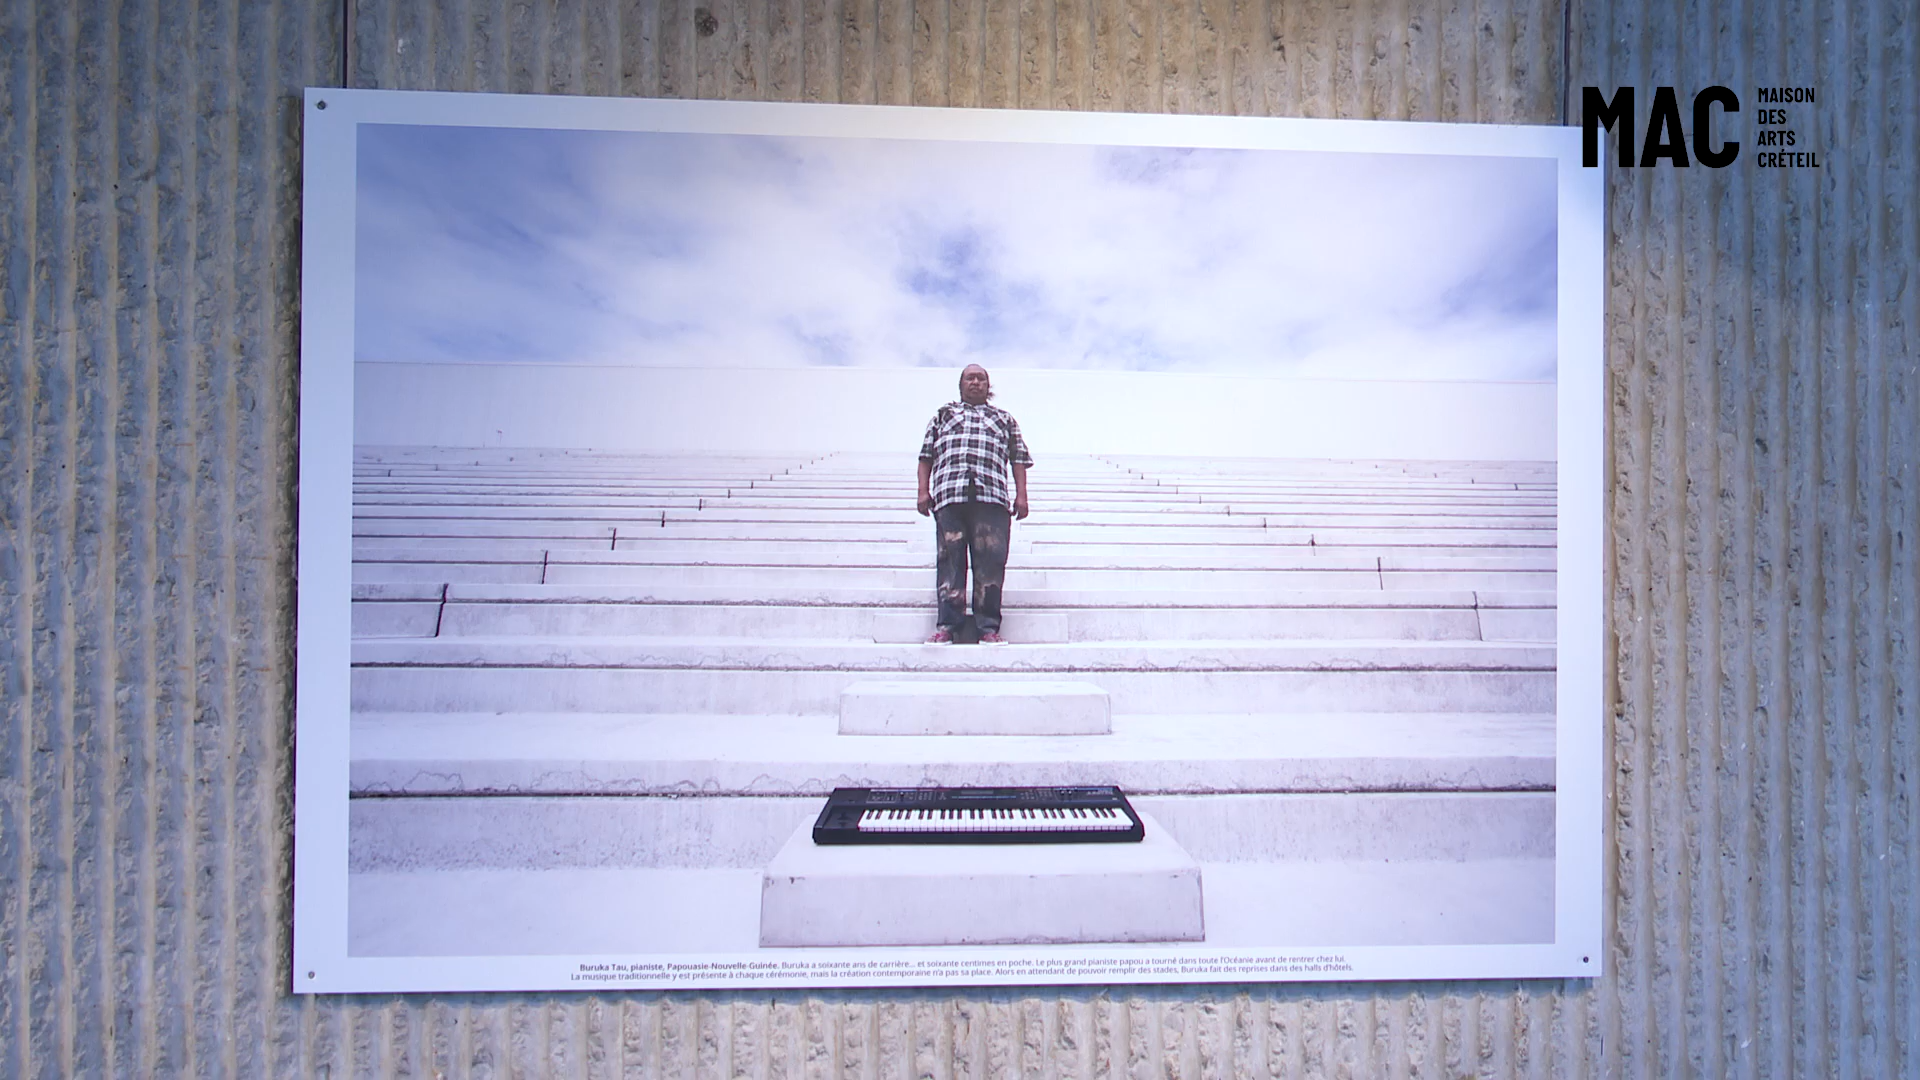 MAC
MAISON
DES
ARTS
CRÉTEIL
Buruka Tau, pianiste, Papouasie-Nouvelle-Guinée. Buruka a soixante ans de carrière... et soixante centimes en poche. Le plus grand pianiste papou a tourné dans toute l'Océanie avant de rentrer chez lui.
La musique traditionnelle y est présente à chaque cérémonie, mais la création contemporaine n'a pas sa place. Alors en attendant de pouvoir remplir des stades, Buruka fait des reprises dans des halls d'hôtels.